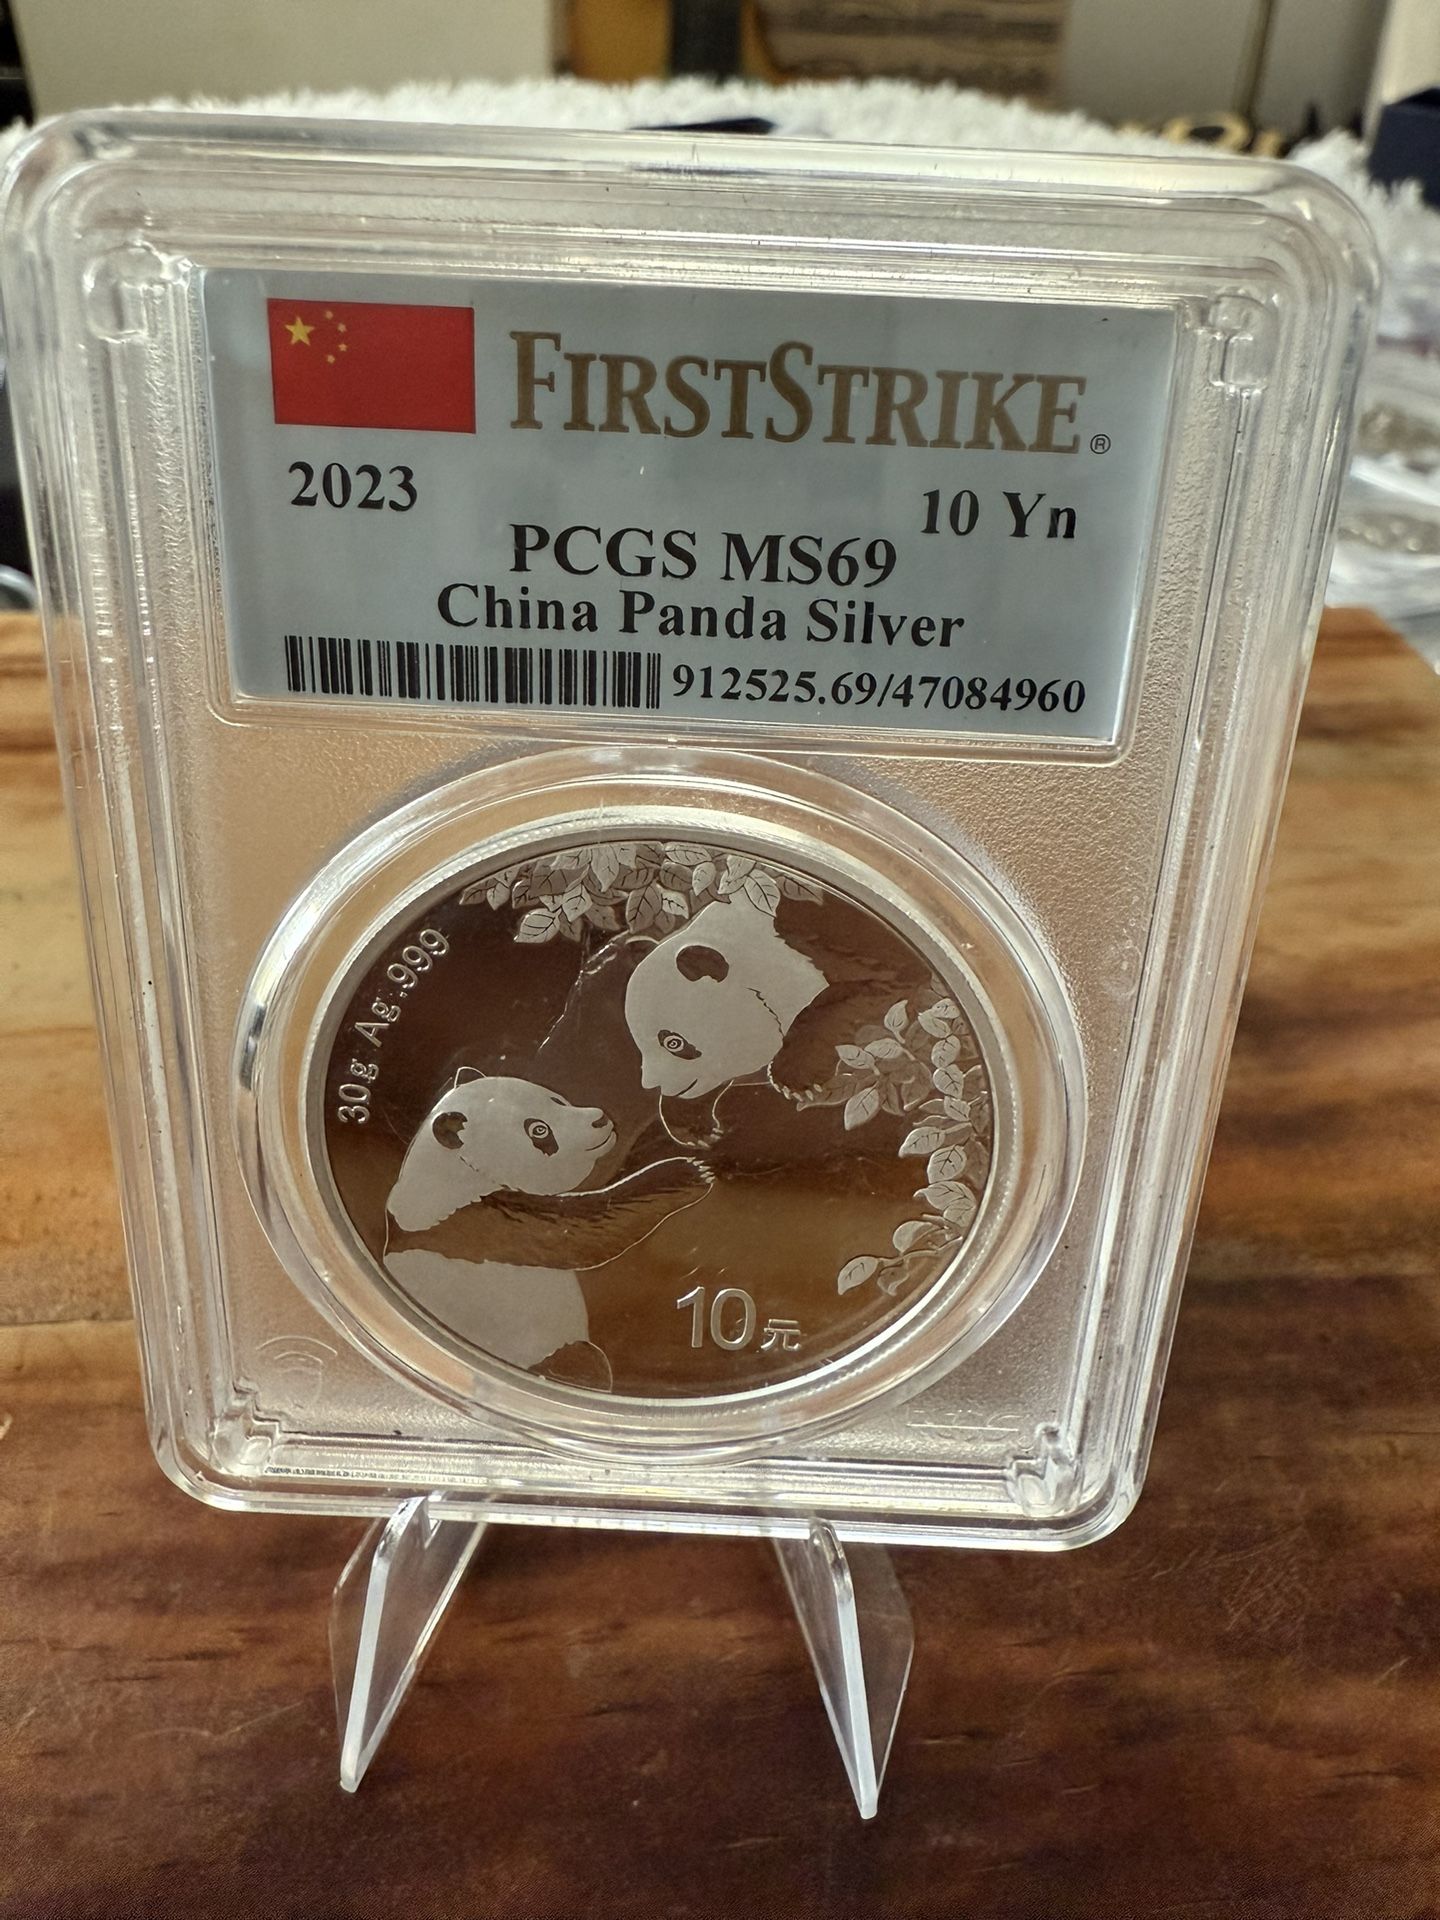 FIRSTSTRIKE®
2023
10 Yn
PCGS MS69
China Panda Silver
912525.69/47084960
30g Ag.999
10元